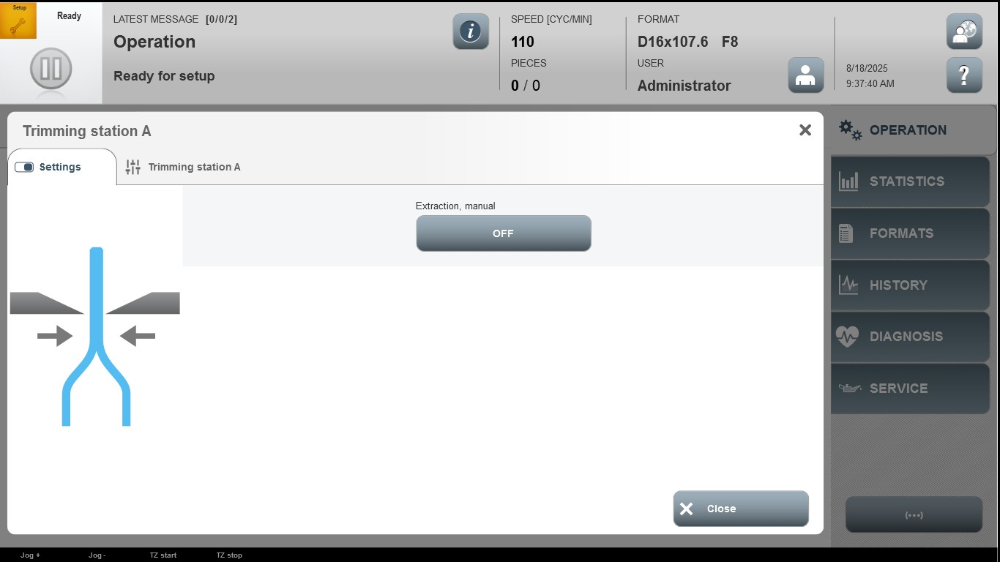 Setup
Ready
LATEST MESSAGE [0/0/2]
Operation
Ready for setup
i
SPEED [CYC/MIN]
110
PIECES
0 / 0
FORMAT
D16x107.6 F8
USER
Administrator
8/18/2025
9:37:40 AM
?
Trimming station A
Settings
Trimming station A
Extraction, manual
OFF
Close
OPERATION
STATISTICS
FORMATS
HISTORY
DIAGNOSIS
SERVICE
(•••)
Jog + Jog - TZ start TZ stop